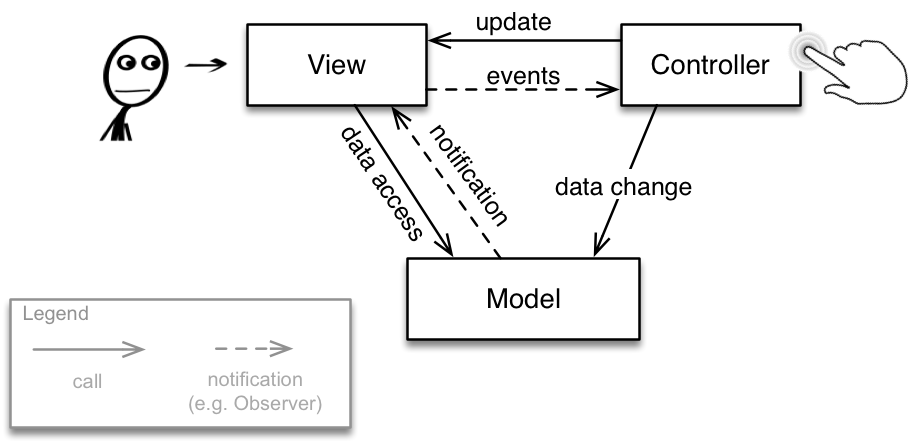 update
View
Controller
events
data access
notification
data change
Model
Legend
call
notification
(e.g. Observer)